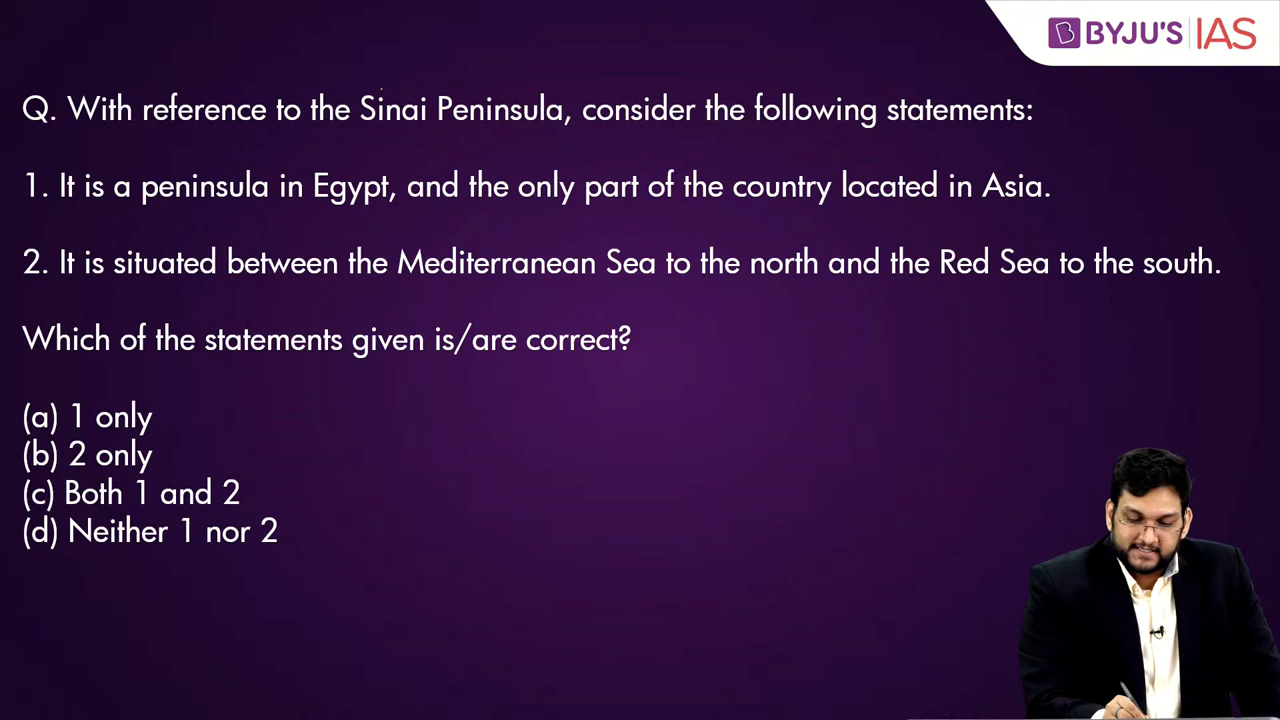 BYJU'S IAS
Q. With reference to the Sinai Peninsula, consider the following statements:
1. It is a peninsula in Egypt, and the only part of the country located in Asia.
2. It is situated between the Mediterranean Sea to the north and the Red Sea to the south.
Which of the statements given is/are correct?
(a) 1 only
(b) 2 only
(c) Both 1 and 2
(d) Neither 1 nor 2